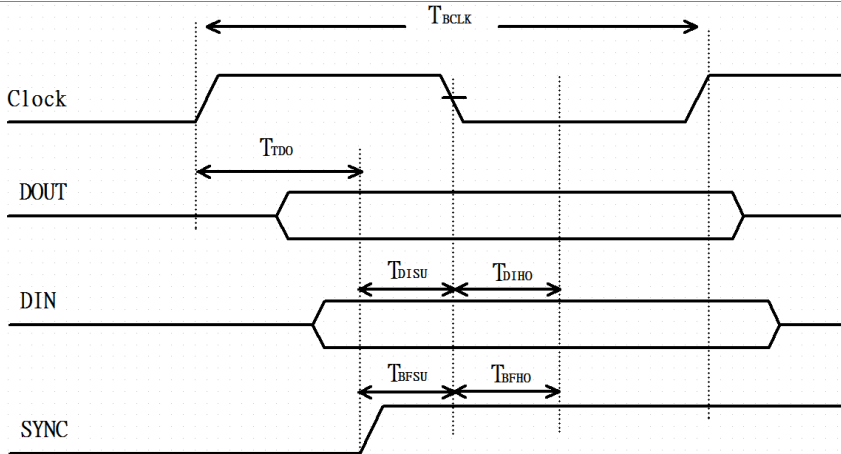 TBCLK
Clock
TTDO
DOUT
TDISU
TDIHO
DIN
TBFSU
TBFHO
SYNC